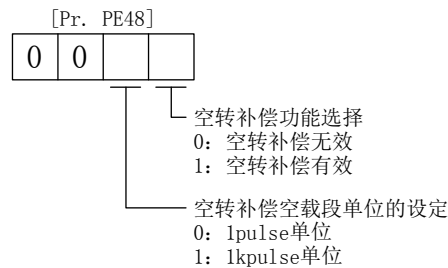 [Pr. PE48]
0 0
空转补偿功能选择
0: 空转补偿无效
1: 空转补偿有效
空转补偿空载段单位的设定
0: 1pulse单位
1: 1kpulse单位